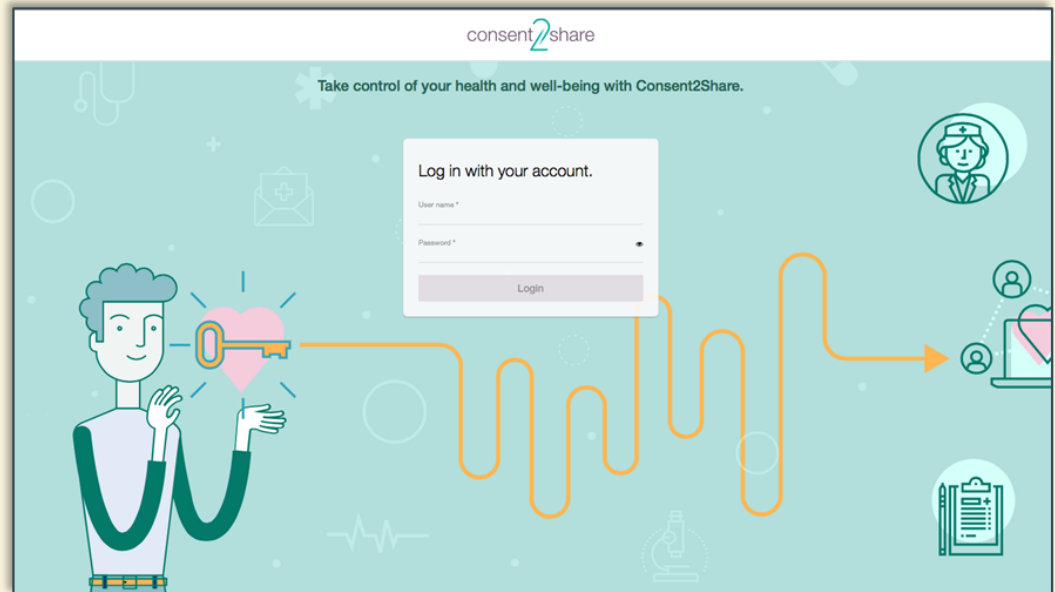 consent2share
Take control of your health and well-being with Consent2Share.
Log in with your account.
User name *
Password *
Login